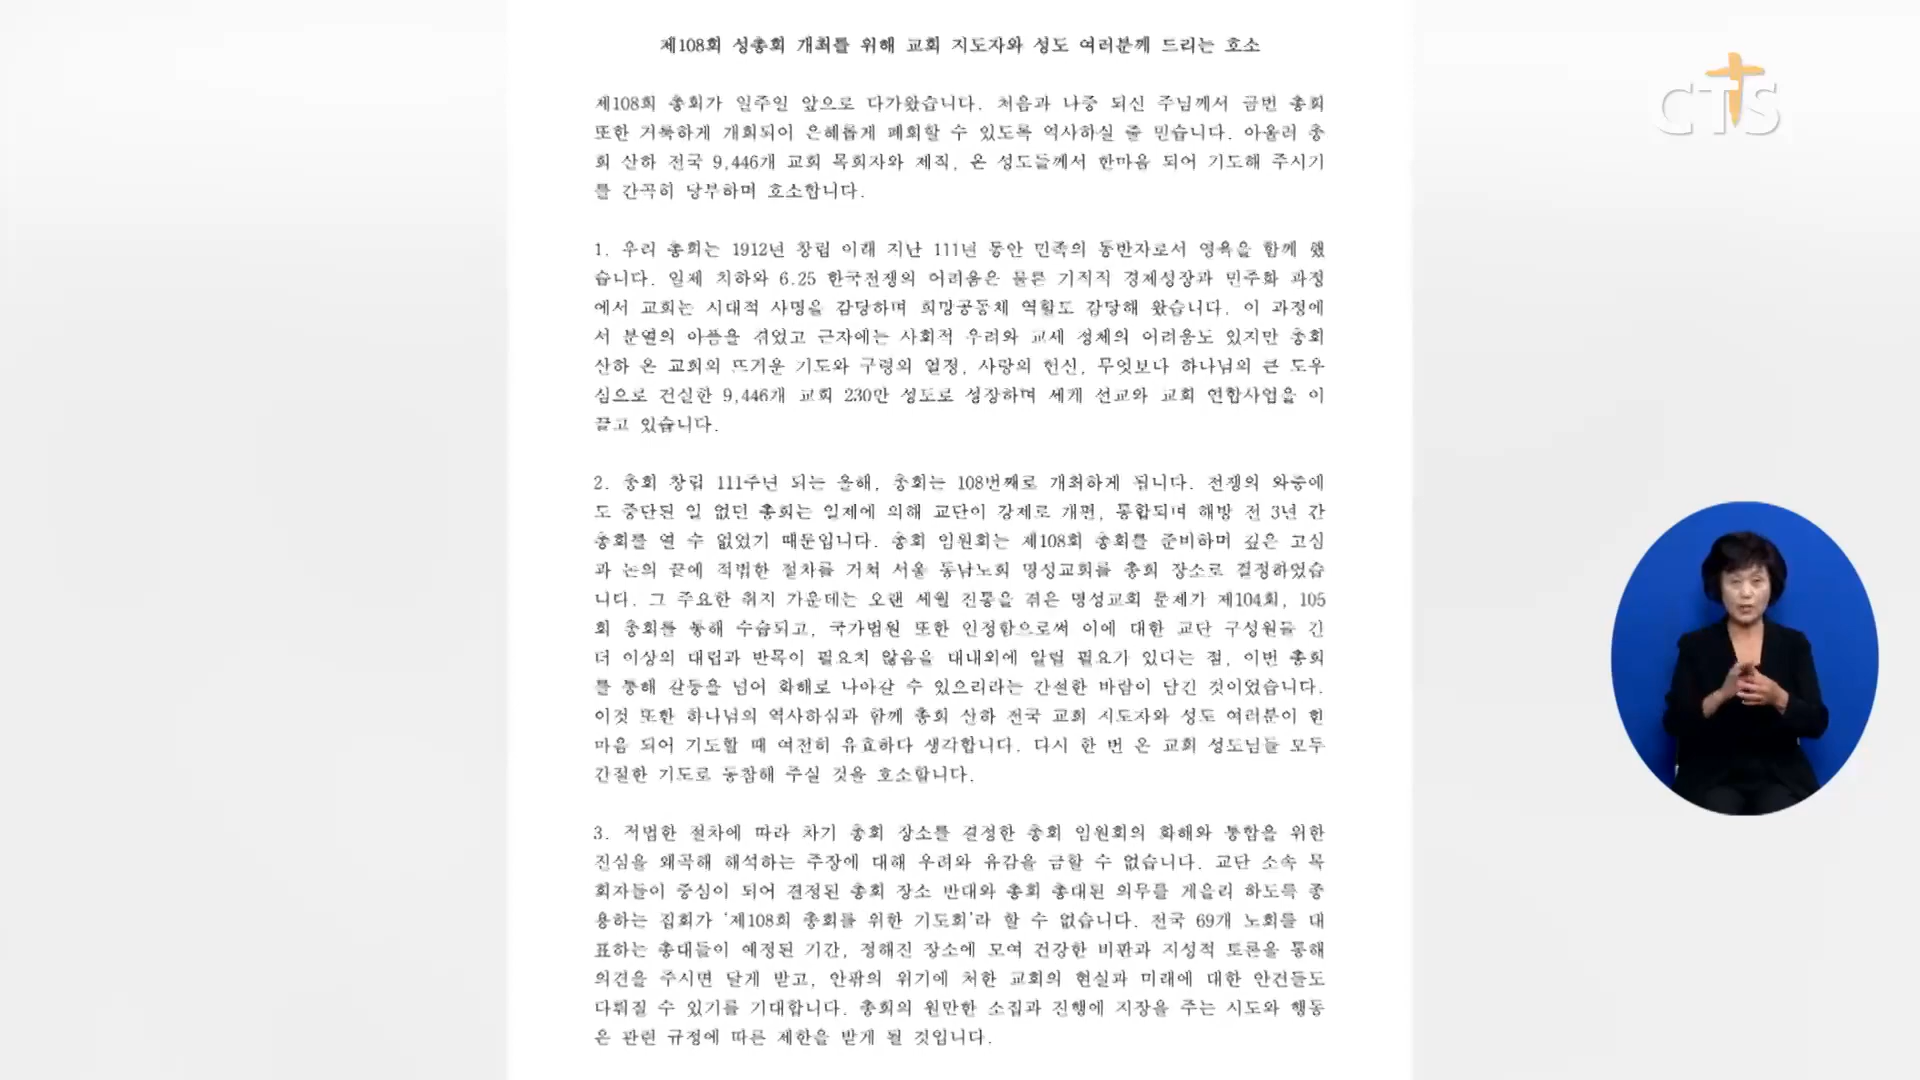 제108회 성총회 개최를 위해 교회 지도자와 성도 여러분께 드리는 호소
제108회 총회가 일주일 앞으로 다가왔습니다. 처음과 나중 되신 주님께서 금번 총회
또한 거룩하게 개회되어 은혜롭게 폐회할 수 있도록 역사하실 줄 믿습니다. 아울러 총
회 산하 전국 9,446개 교회 목회자와 제직, 온 성도들께서 한마음 되어 기도해 주시기
를 간곡히 당부하며 호소합니다.
1. 우리 총회는 1912년 창립 이래 지난 111년 동안 민족의 동반자로서 영욕을 함께 했
습니다. 일제 치하와 6.25 한국전쟁의 어려움은 물론 기적적 경제성장과 민주화 과정
에서 교회는 시대적 사명을 감당하며 희망공동체 역할도 감당해 왔습니다. 이 과정에
서 분열의 아픔을 겪었고 근자에는 사회적 우려와 교세 정체의 어려움도 있지만 총회
산하 온 교회의 뜨거운 기도와 구령의 열정, 사랑의 헌신, 무엇보다 하나님의 큰 도우
심으로 건실한 9,446개 교회 230만 성도로 성장하며 세계 선교와 교회 연합사업을 이
끌고 있습니다.
2. 총회 창립 111주년 되는 올해, 총회는 108번째로 개최하게 됩니다. 전쟁의 와중에
도 중단된 일 없던 총회는 일제에 의해 교단이 강제로 개편, 통합되며 해방 전 3년 간
총회를 열 수 없었기 때문입니다. 총회 임원회는 제108회 총회를 준비하며 깊은 고심
과 논의 끝에 적법한 절차를 거쳐 서울 동남노회 명성교회를 총회 장소로 결정하였습
니다. 그 주요한 취지 가운데는 오랜 세월 진통을 겪은 명성교회 문제가 제104회, 105
회 총회를 통해 수습되고, 국가법원 또한 인정함으로써 이에 대한 교단 구성원들 간
더 이상의 대립과 반목이 필요치 않음을 대내외에 알릴 필요가 있다는 점, 이번 총회
를 통해 갈등을 넘어 화해로 나아갈 수 있으리라는 간절한 바람이 담긴 것이었습니다.
이것 또한 하나님의 역사하심과 함께 총회 산하 전국 교회 지도자와 성도 여러분이 한
마음 되어 기도할 때 여전히 유효하다 생각합니다. 다시 한 번 온 교회 성도님들 모두
간절한 기도로 동참해 주실 것을 호소합니다.
3. 적법한 절차에 따라 차기 총회 장소를 결정한 총회 임원회의 화해와 통합을 위한
진심을 왜곡해 해석하는 주장에 대해 우려와 유감을 금할 수 없습니다. 교단 소속 목
회자들이 중심이 되어 결정된 총회 장소 반대와 총회 총대된 의무를 게을리 하도록 종
용하는 집회가 '제108회 총회를 위한 기도회'라 할 수 없습니다. 전국 69개 노회를 대
표하는 총대들이 예정된 기간, 정해진 장소에 모여 건강한 비판과 지성적 토론을 통해
의견을 주시면 달게 받고, 안팎의 위기에 처한 교회의 현실과 미래에 대한 안건들도
다뤄질 수 있기를 기대합니다. 총회의 원만한 소집과 진행에 지장을 주는 시도와 행동
은 관련 규정에 따른 제한을 받게 될 것입니다.
CTS